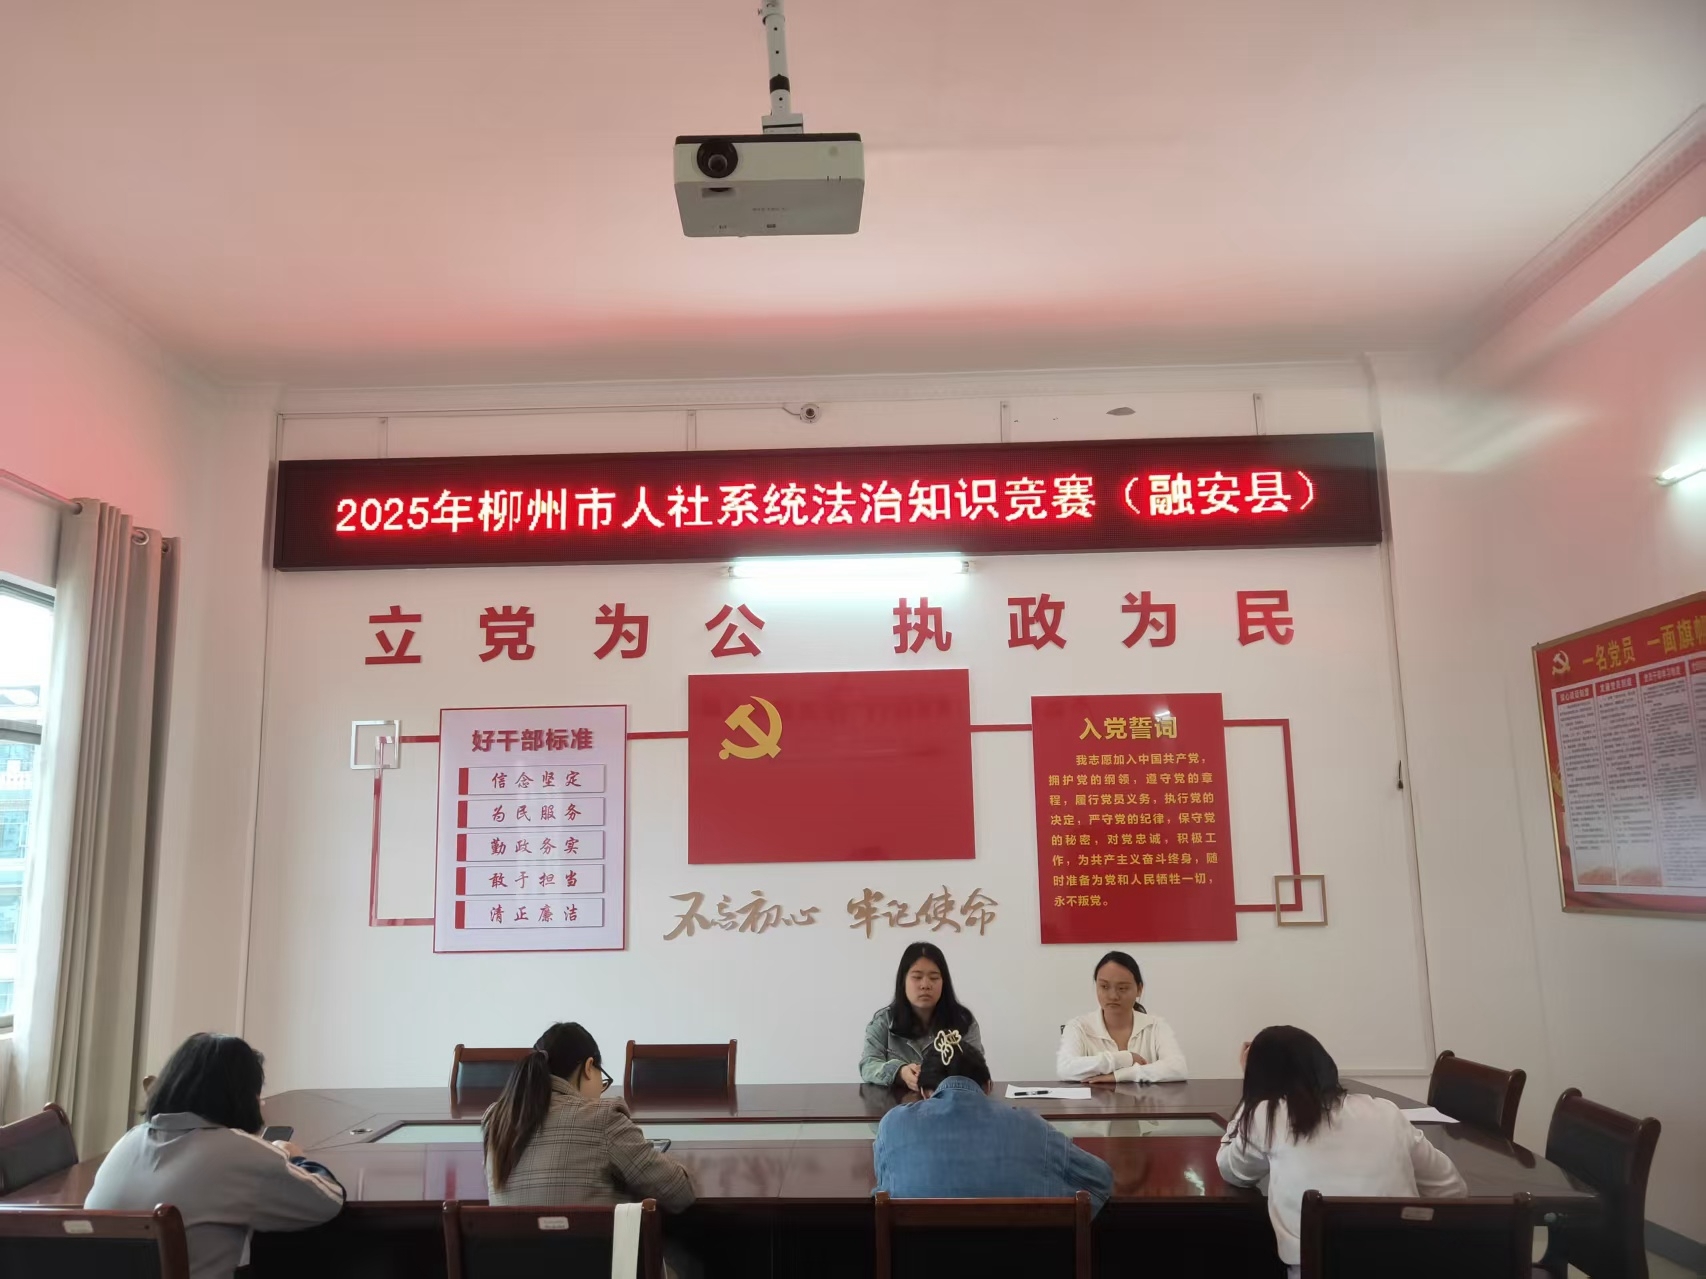 2025年柳州市人社系统法治知识竞赛（融安县）
立党为公 执政为民
好干部标准
信念坚定
为民服务
勤政务实
敢于担当
清正廉洁
入党誓词
我志愿加入中国共产党，
拥护党的纲领，遵守党的章
程，履行党员义务，执行党的
决定，严守党的纪律，保守党
的秘密，对党忠诚，积极工
作，为共产主义奋斗终身，随
时准备为党和人民牺牲一切，
永不叛党。
不忘初心 牢记使命
一名党员 一面旗帜